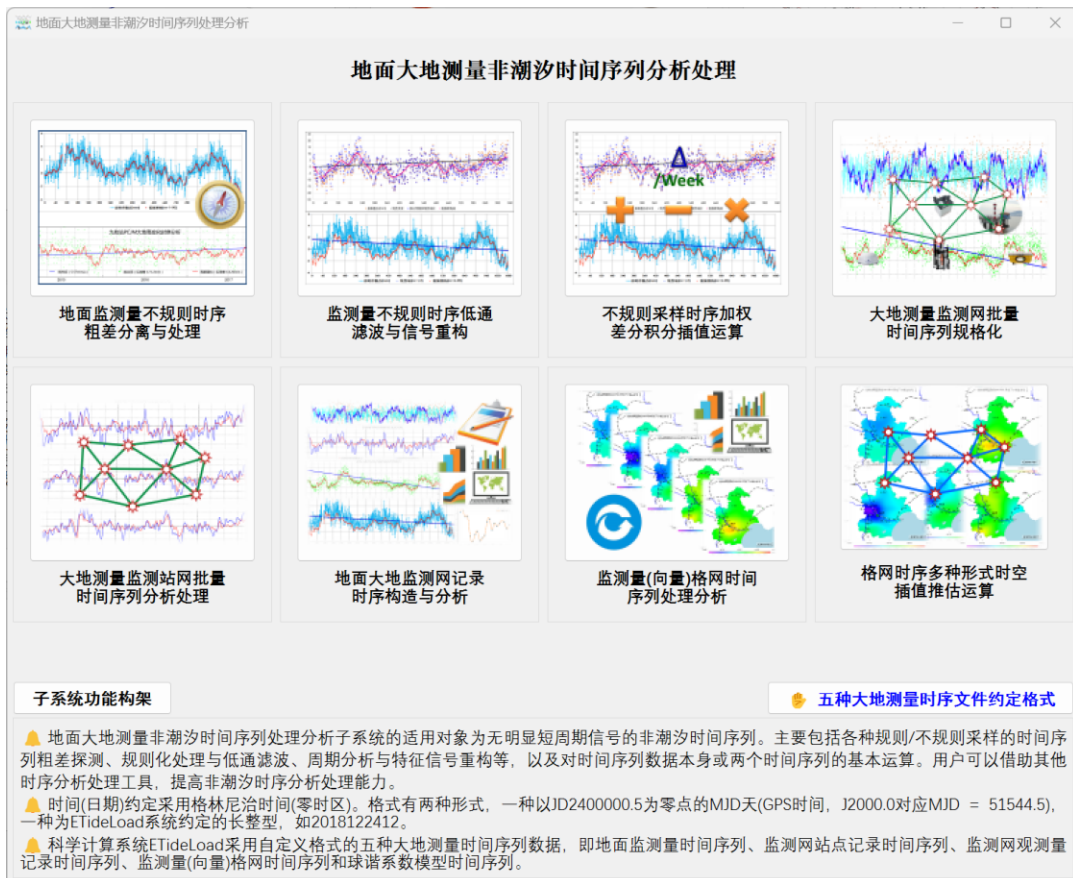 地面大地测量非潮汐时间序列处理分析
地面大地测量非潮汐时间序列分析处理
/Week
地面监测量不规则时序
粗差分离与处理
监测量不规则时序低通
滤波与信号重构
不规则采样时序加权
差分积分插值运算
大地测量监测网批量
时间序列规格化
大地测量监测站网批量
时间序列分析处理
地面大地监测网记录
时序构造与分析
监测量(向量)格网时间
序列处理分析
格网时序多种形式时空
插值推估运算
子系统功能构架
五种大地测量时序文件约定格式
地面大地测量非潮汐时间序列处理分析子系统的适用对象为无明显短周期信号的非潮汐时间序列。主要包括各种规则/不规则采样的时间序
列粗差探测、规则化处理与低通滤波、周期分析与特征信号重构等，以及对时间序列数据本身或两个时间序列的基本运算。用户可以借助其他
时序分析处理工具，提高非潮汐时序分析处理能力。
时间(日期)约定采用格林尼治时间(零时区)。格式有两种形式，一种以JD2400000.5为零点的MJD天(GPS时间，J2000.0对应MJD = 51544.5)，
一种为ETideLoad系统约定的长整型，如2018122412。
科学计算系统ETideLoad采用自定义格式的五种大地测量时间序列数据，即地面监测量时间序列、监测网站点记录时间序列、监测网观测量
记录时间序列、监测量(向量)格网时间序列和球谐系数模型时间序列。